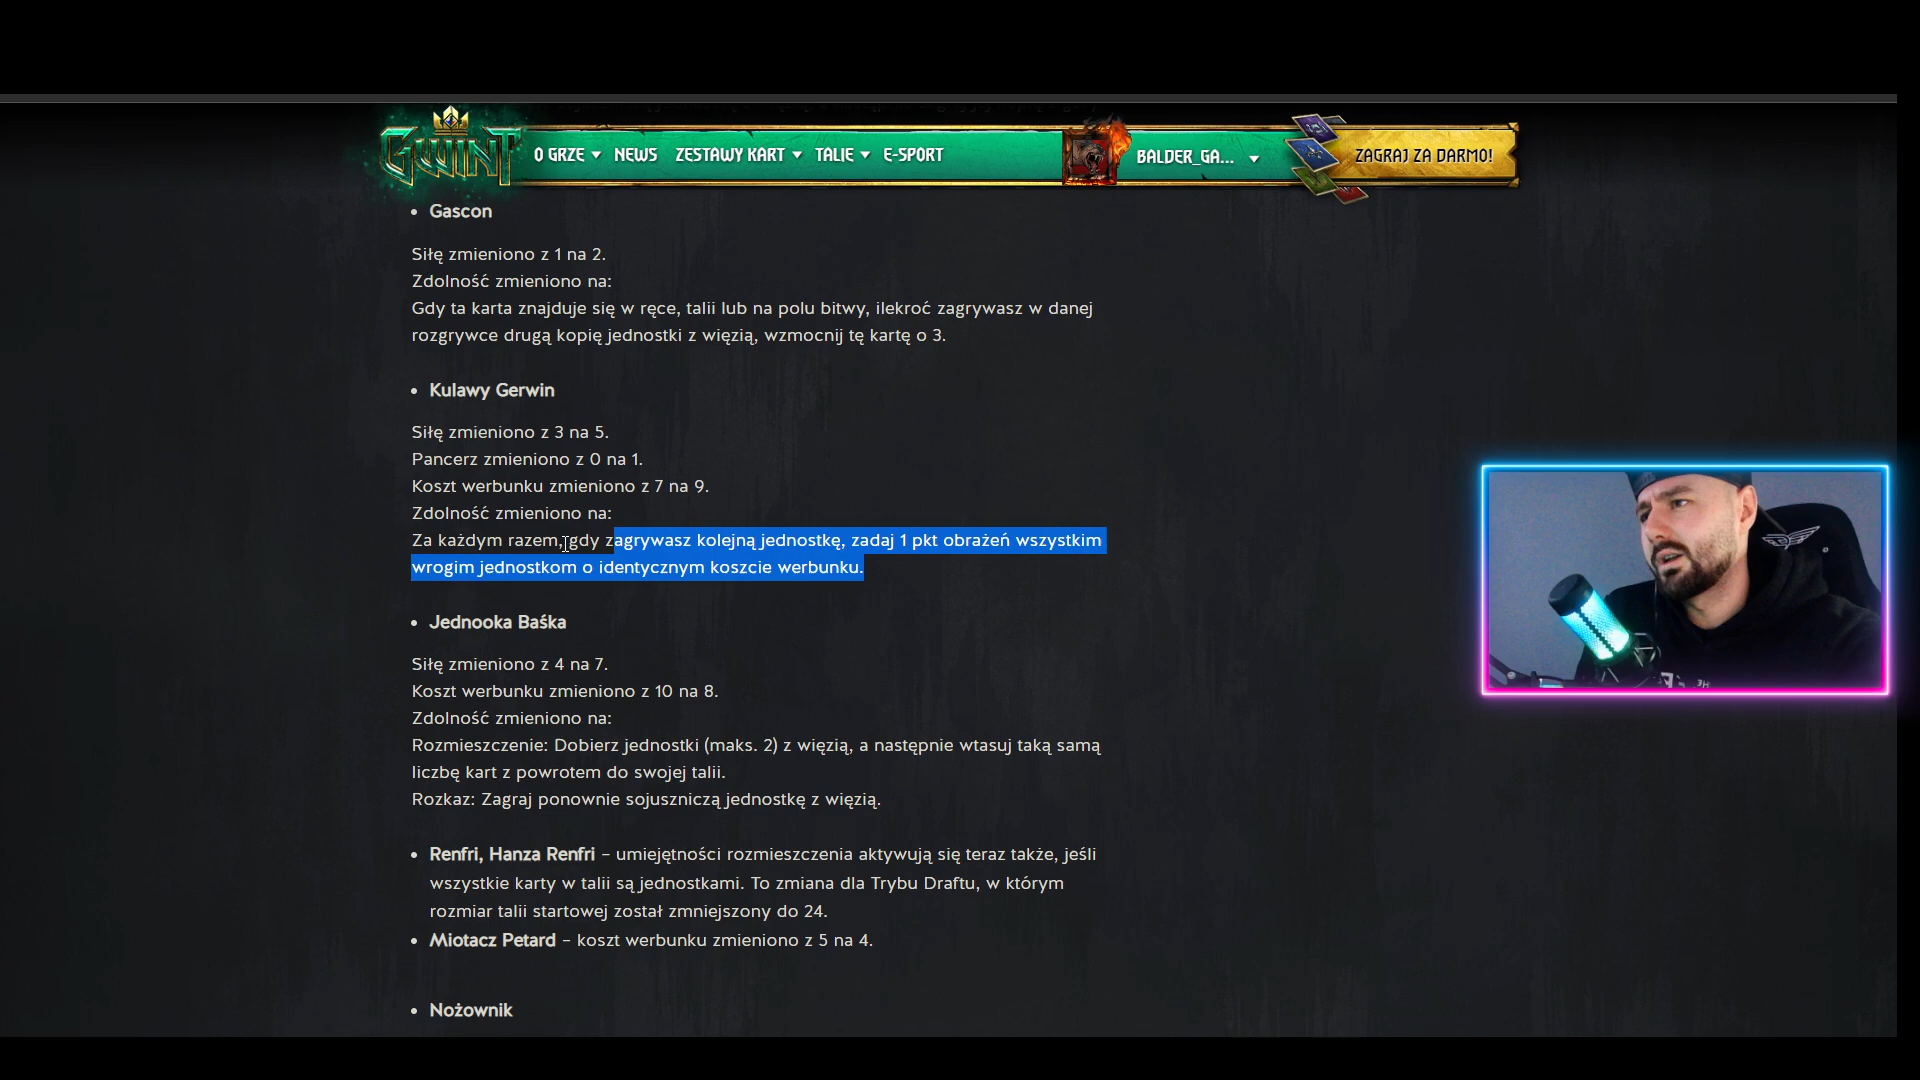 GWINT
O GRZE
NEWS
ZESTAWY KART
TALIE
E-SPORT
BALDER_GA...
ZAGRAJ ZA DARMO!
• Gascon
Siłę zmieniono z 1 na 2.
Zdolność zmieniono na:
Gdy ta karta znajduje się w ręce, talii lub na polu bitwy, ilekroć zagrywasz w danej
rozgrywce drugą kopię jednostki z więzią, wzmocnij tę kartę o 3.
• Kulawy Gerwin
Siłę zmieniono z 3 na 5.
Pancerz zmieniono z 0 na 1.
Koszt werbunku zmieniono z 7 na 9.
Zdolność zmieniono na:
Za każdym razem, gdy zagrywasz kolejną jednostkę, zadaj 1 pkt obrażeń wszystkim
wrogim jednostkom o identycznym koszcie werbunku.
• Jednooka Baśka
Siłę zmieniono z 4 na 7.
Koszt werbunku zmieniono z 10 na 8.
Zdolność zmieniono na:
Rozmieszczenie: Dobierz jednostki (maks. 2) z więzią, a następnie wtasuj taką samą
liczbę kart z powrotem do swojej talii.
Rozkaz: Zagraj ponownie sojuszniczą jednostkę z więzią.
• Renfri, Hanza Renfri – umiejętności rozmieszczenia aktywują się teraz także, jeśli
wszystkie karty w talii są jednostkami. To zmiana dla Trybu Draftu, w którym
rozmiar talii startowej został zmniejszony do 24.
• Miotacz Petard – koszt werbunku zmieniono z 5 na 4.
• Nożownik